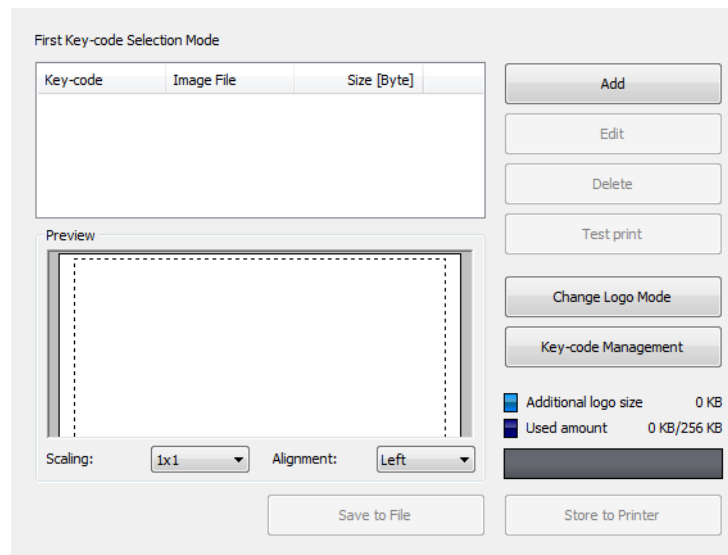 First Key-code Selection Mode
Key-code Image File Size [Byte]
Add
Edit
Delete
Test print
Preview
Change Logo Mode
Key-code Management
Additional logo size 0 KB
Used amount 0 KB/256 KB
Scaling: 1x1 Alignment: Left
Save to File Store to Printer